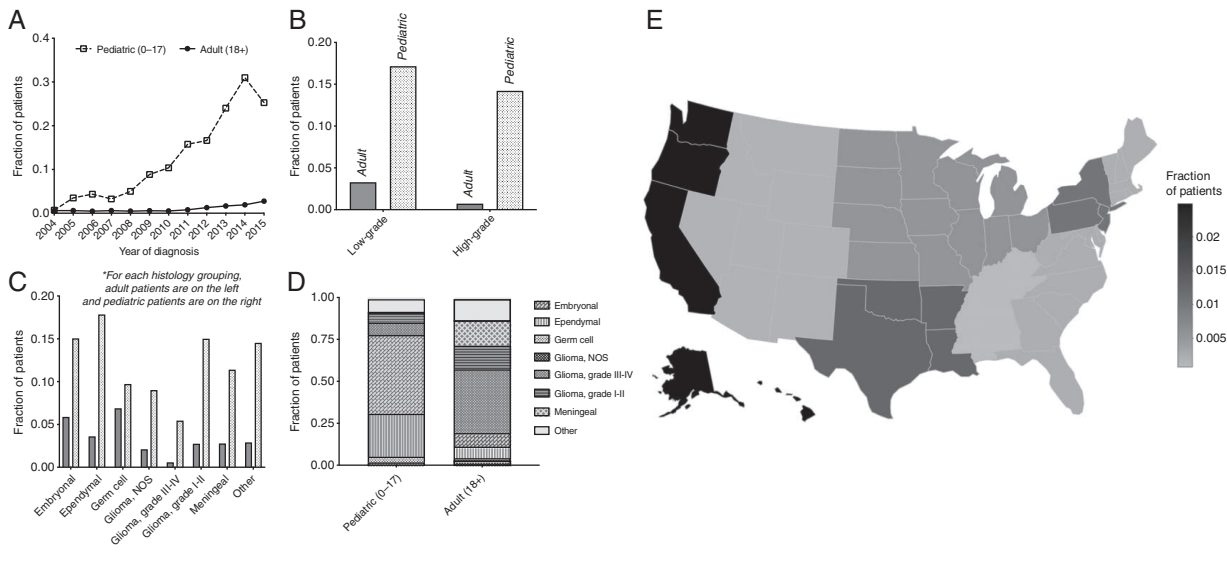 A
0.4
0.3
0.2
0.1
0.0
Fraction of patients
Pediatric (0–17)
Adult (18+)
2004
2005
2006
2007
2008
2009
2010
2011
2012
2013
2014
2015
Year of diagnosis
B
0.20
0.15
0.10
0.05
0.00
Fraction of patients
Adult
Pediatric
Adult
Pediatric
Low-grade
High-grade
C
*For each histology grouping,
adult patients are on the left
and pediatric patients are on the right
0.20
0.15
0.10
0.05
0.00
Fraction of patients
Embryonal
Ependymal
Germ cell
Glioma, NOS
Glioma, grade III-IV
Glioma, grade I-II
Meningeal
Other
D
1.00
0.75
0.50
0.25
0.00
Fraction of patients
Pediatric (0–17)
Adult (18+)
Embryonal
Ependymal
Germ cell
Glioma, NOS
Glioma, grade III-IV
Glioma, grade I-II
Meningeal
Other
E
Fraction
of patients
0.02
0.015
0.01
0.005